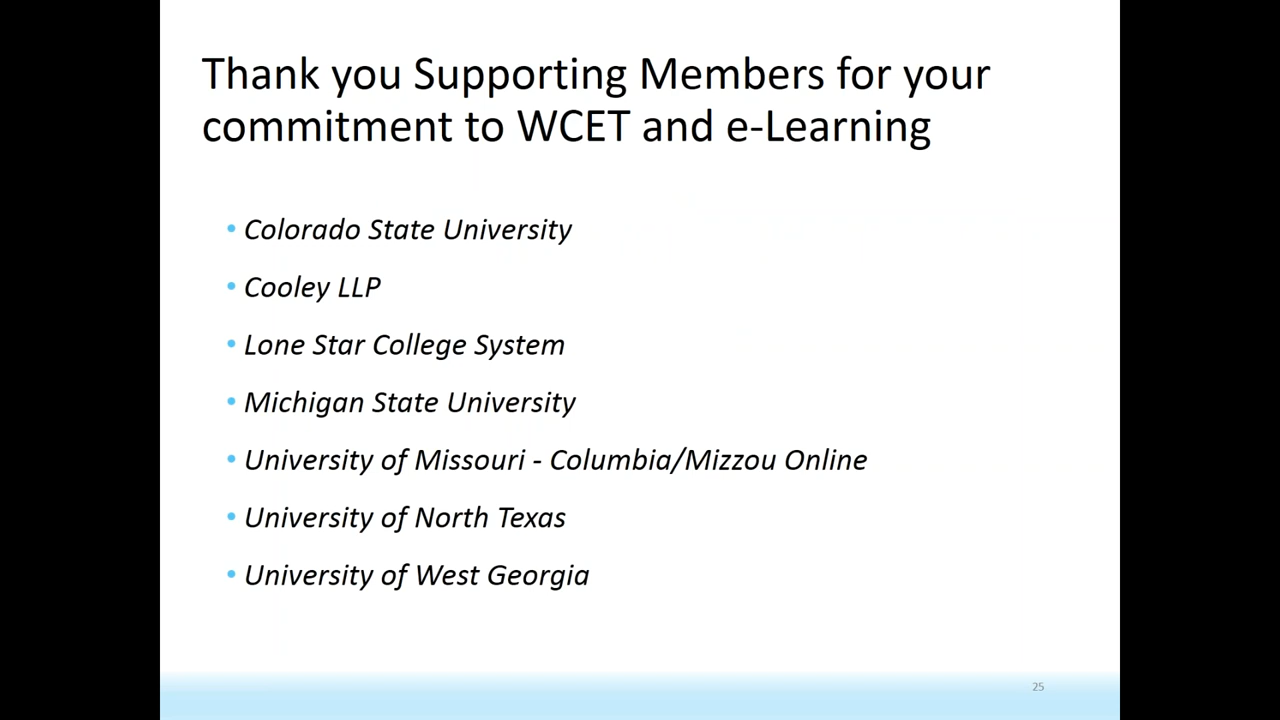 Thank you Supporting Members for your
commitment to WCET and e-Learning
• Colorado State University
• Cooley LLP
• Lone Star College System
• Michigan State University
• University of Missouri - Columbia/Mizzou Online
• University of North Texas
• University of West Georgia
25